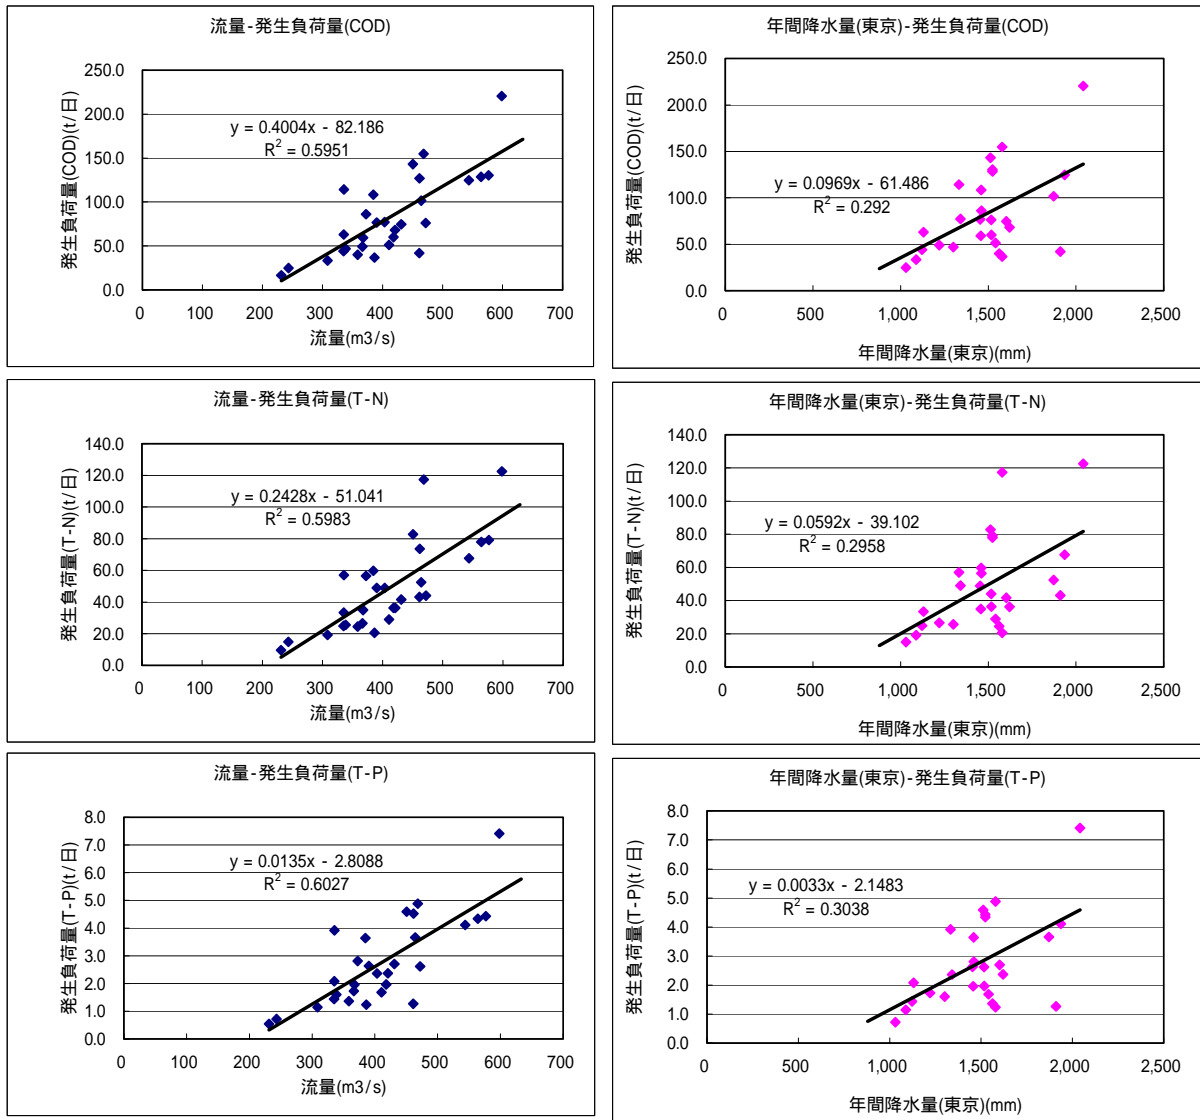 流量-発生負荷量(COD)
発生負荷量(COD)(t/日)
250.0
200.0
150.0
100.0
50.0
0.0
y = 0.4004x - 82.186
R² = 0.5951
0 100 200 300 400 500 600 700
流量(m3/s)
年間降水量(東京)-発生負荷量(COD)
発生負荷量(COD)(t/日)
250.0
200.0
150.0
100.0
50.0
0.0
y = 0.0969x - 61.486
R² = 0.292
0 500 1,000 1,500 2,000 2,500
年間降水量(東京)(mm)
流量-発生負荷量(T-N)
発生負荷量(T-N)(t/日)
140.0
120.0
100.0
80.0
60.0
40.0
20.0
0.0
y = 0.2428x - 51.041
R² = 0.5983
0 100 200 300 400 500 600 700
流量(m3/s)
年間降水量(東京)-発生負荷量(T-N)
発生負荷量(T-N)(t/日)
140.0
120.0
100.0
80.0
60.0
40.0
20.0
0.0
y = 0.0592x - 39.102
R² = 0.2958
0 500 1,000 1,500 2,000 2,500
年間降水量(東京)(mm)
流量-発生負荷量(T-P)
発生負荷量(T-P)(t/日)
8.0
7.0
6.0
5.0
4.0
3.0
2.0
1.0
0.0
y = 0.0135x - 2.8088
R² = 0.6027
0 100 200 300 400 500 600 700
流量(m3/s)
年間降水量(東京)-発生負荷量(T-P)
発生負荷量(T-P)(t/日)
8.0
7.0
6.0
5.0
4.0
3.0
2.0
1.0
0.0
y = 0.0033x - 2.1483
R² = 0.3038
0 500 1,000 1,500 2,000 2,500
年間降水量(東京)(mm)